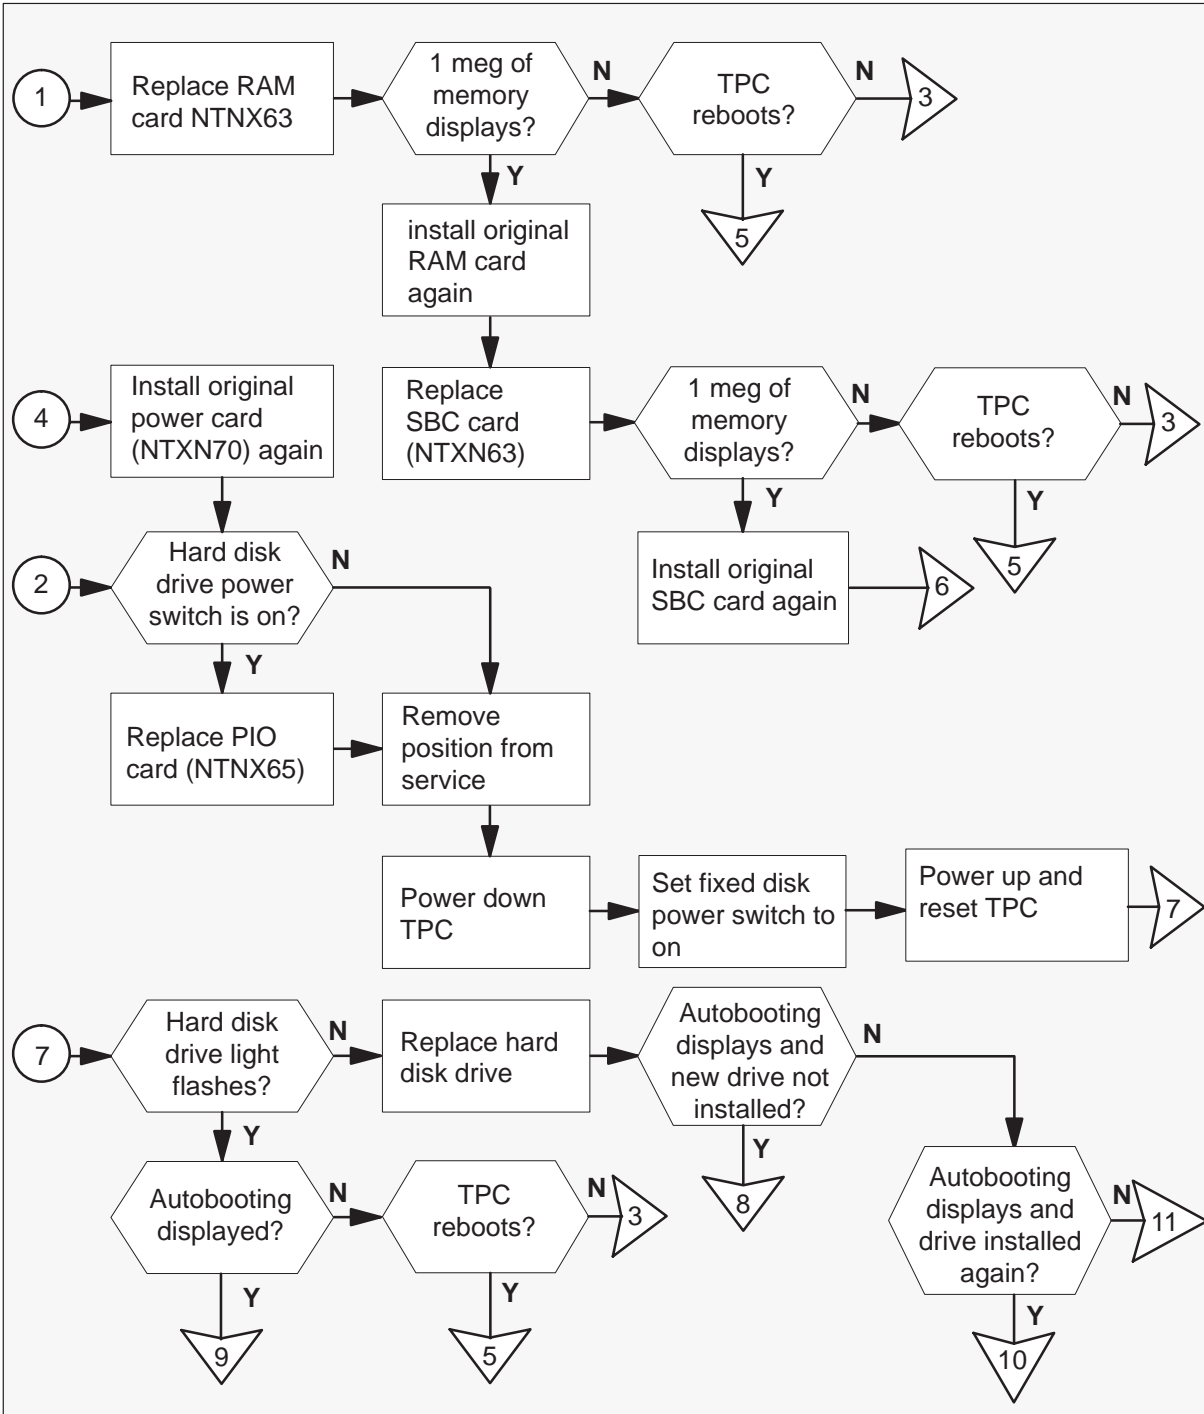 1
Replace RAM
card NTNX63
1 meg of
memory
displays?
N
TPC
reboots?
N
3
Y
Y
5
install original
RAM card
again
4
Install original
power card
(NTXN70) again
Replace
SBC card
(NTXN63)
1 meg of
memory
displays?
N
TPC
reboots?
N
3
Y
Y
5
2
Hard disk
drive power
switch is on?
N
Y
Install original
SBC card again
6
Replace PIO
card (NTNX65)
Remove
position from
service
Power down
TPC
Set fixed disk
power switch to
on
Power up and
reset TPC
7
7
Hard disk
drive light
flashes?
N
Replace hard
disk drive
Autobooting
displays and
new drive not
installed?
N
Y
Y
8
Autobooting
displayed?
N
TPC
reboots?
N
3
Autobooting
displays and
drive installed
again?
N
11
Y
9
Y
5
Y
10